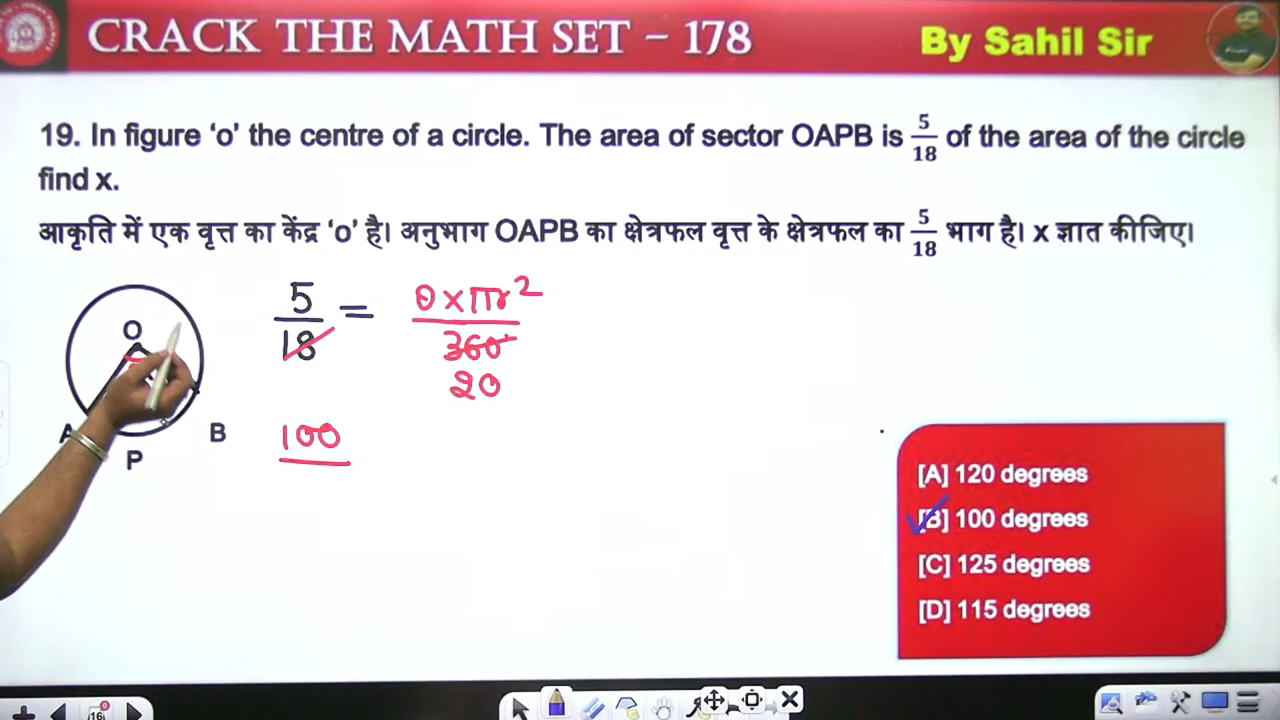 CRACK THE MATH SET – 178
By Sahil Sir
19. In figure ‘o’ the centre of a circle. The area of sector OAPB is 5/18 of the area of the circle
find x.
आकृति में एक वृत्त का केंद्र ‘o’ है। अनुभाग OAPB का क्षेत्रफल वृत्त के क्षेत्रफल का 5/18 भाग है। x ज्ञात कीजिए।
O
A
B
P
5/18 = θ×πr²/360
20
100
[A] 120 degrees
[B] 100 degrees
[C] 125 degrees
[D] 115 degrees
16